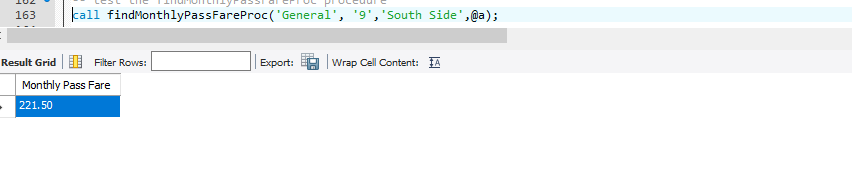 162 -- test the findMonthlyPassFareProc procedure
163 call findMonthlyPassFareProc('General', '9','South Side',@a);
Result Grid Filter Rows: Export: Wrap Cell Content:
Monthly Pass Fare
221.50